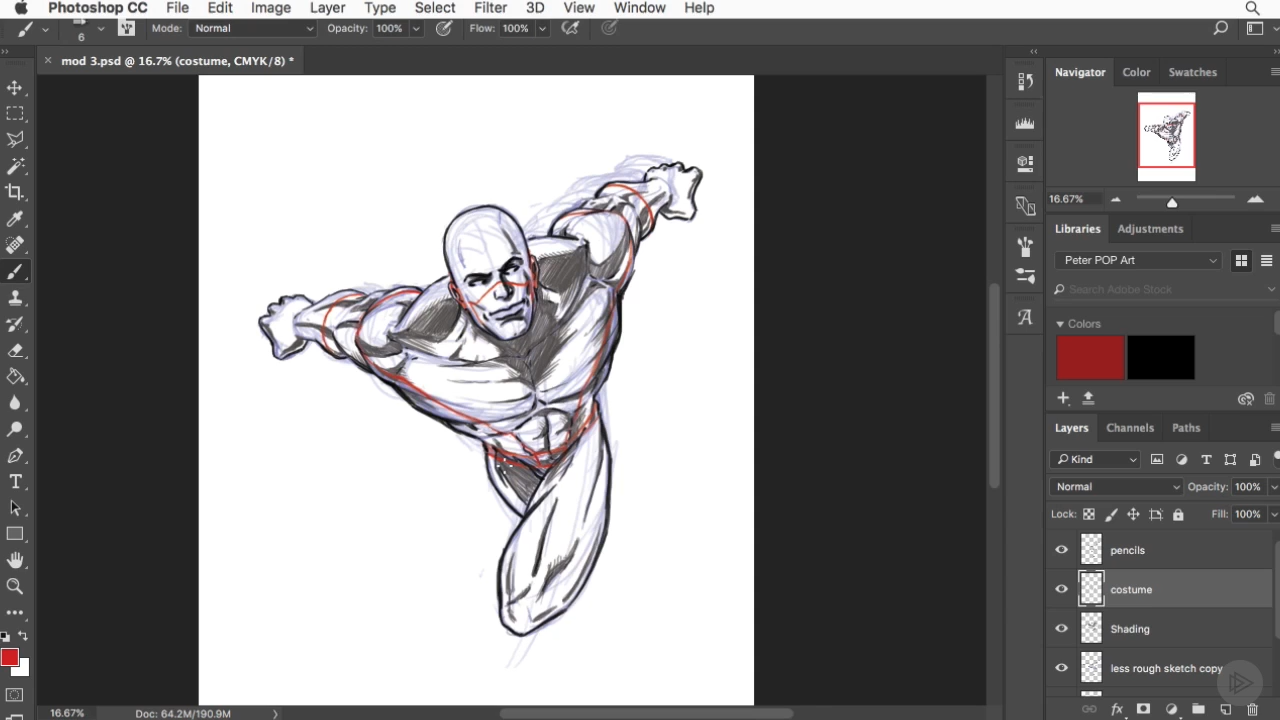 Photoshop CC File Edit Image Layer Type Select Filter 3D View Window Help
6 Mode: Normal Opacity: 100% Flow: 100%
× mod 3.psd @ 16.7% (costume, CMYK/8) *
Navigator Color Swatches
16.67%
Libraries Adjustments
Peter POP Art
Search Adobe Stock
Colors
Layers Channels Paths
Kind
Normal Opacity: 100%
Lock: Fill: 100%
pencils
costume
Shading
less rough sketch copy
16.67% Doc: 64.2M/190.9M